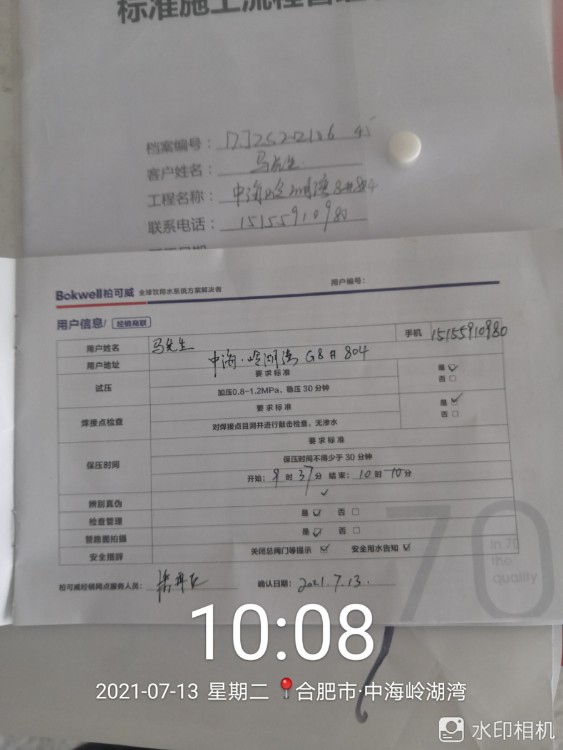 标准施工流程
档案编号：
客户姓名：马先生
工程名称：中海岭湖湾8#804
联系电话：15155910980
Bokwell柏可威 全球饮用水系统方案解决者
用户编号：
用户信息/ 经销商联
用户姓名 马先生 手机 15155910980
用户地址 中海·岭湖湾 G8#804
试压 要求标准 是☑
加压0.8~1.2MPa，稳压30分钟 否□
焊接点检查 要求标准 是☑
对焊接点目测并进行敲击检查，无渗水 否□
保压时间 要求标准
保压时间不得少于30分钟
开始：9时37分 结束：10时10分
辨别真伪 ✓
检查管理 是☑ 否□
管路图拍摄 是☑ 否□
安全措辞 关闭总阀门等提示☑ 安全用水告知☑
70
in 70
the
quality
柏可威经销网点服务人员： 确认日期：2021.7.13.
10:08
2021-07-13 星期二 合肥市·中海岭湖湾
水印相机